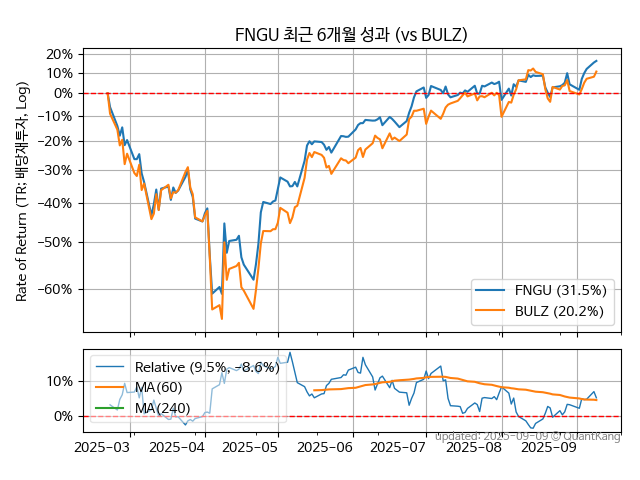 FNGU 최근 6개월 성과 (vs BULZ)
Rate of Return (TR: 배당재투자, Log)
20%
10%
0%
−10%
−20%
−30%
−40%
−50%
−60%
FNGU (31.5%)
BULZ (20.2%)
10%
0%
Relative (9.5%, −8.6%)
MA(60)
MA(240)
2025−03 2025−04 2025−05 2025−06 2025−07 2025−08 2025−09
updated: 2025-09-09 © QuantKang